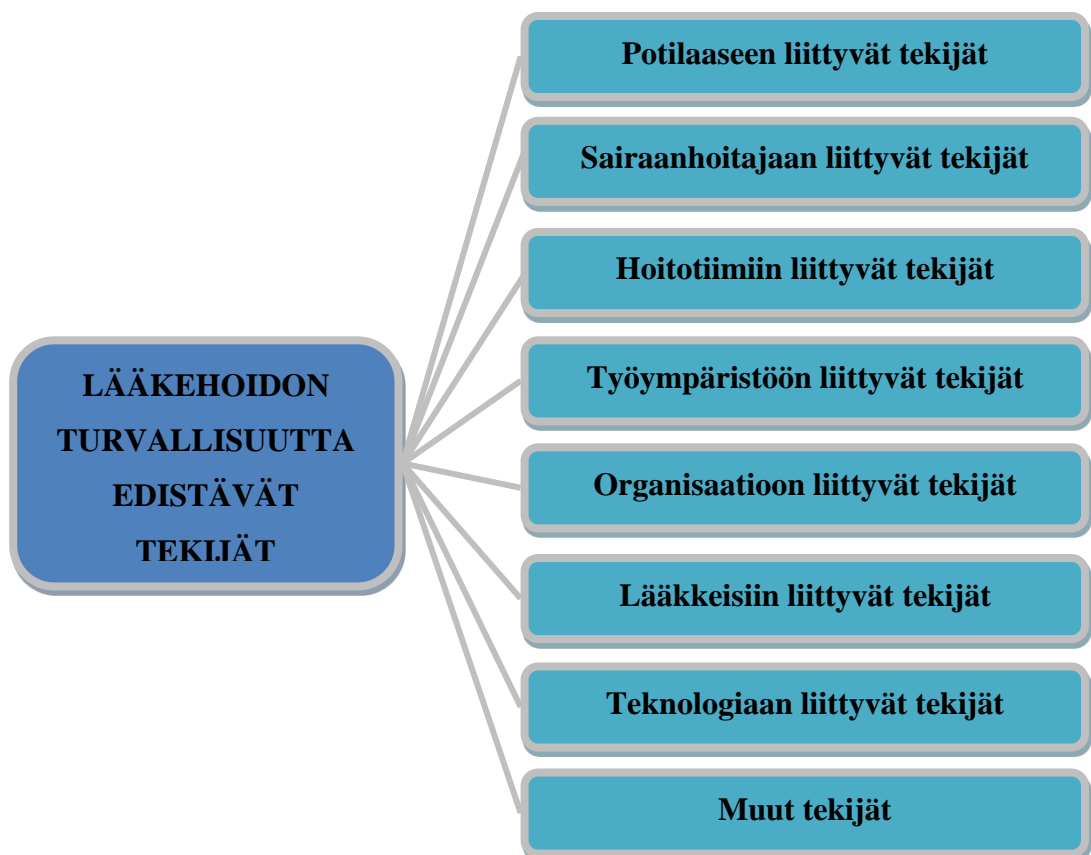 Potilaaseen liittyvät tekijät
Sairaanhoitajaan liittyvät tekijät
Hoitotiimiin liittyvät tekijät
LÄÄKEHOIDON
TURVALLISUUTTA
EDISTÄVÄT
TEKIJÄT
Työympäristöön liittyvät tekijät
Organisaatioon liittyvät tekijät
Lääkkeisiin liittyvät tekijät
Teknologiaan liittyvät tekijät
Muut tekijät